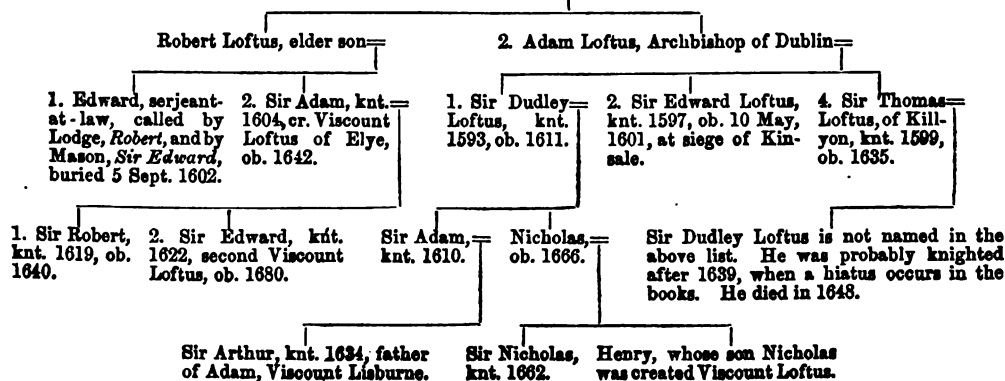 Robert Loftus, elder son=
2. Adam Loftus, Archbishop of Dublin=
1. Edward, serjeant-
at-law, called by
Lodge, Robert, and by
Mason, Sir Edward,
buried 5 Sept. 1602.
2. Sir Adam, knt.=
1604, cr. Viscount
Loftus of Elye,
ob. 1642.
1. Sir Dudley=
Loftus, knt.
1593, ob. 1611.
2. Sir Edward Loftus,
knt. 1597, ob. 10 May,
1601, at siege of Kin-
sale.
4. Sir Thomas=
Loftus, of Kill-
yon, knt. 1599,
ob. 1635.
1. Sir Robert,
knt. 1619, ob.
1640.
2. Sir Edward, knt.
1622, second Viscount
Loftus, ob. 1680.
Sir Adam,=
knt. 1610.
Nicholas,=
ob. 1666.
Sir Dudley Loftus is not named in the
above list. He was probably knighted
after 1639, when a hiatus occurs in the
books. He died in 1648.
Sir Arthur, knt. 1634, father
of Adam, Viscount Lisburne.
Sir Nicholas,
knt. 1662.
Henry, whose son Nicholas
was created Viscount Loftus.